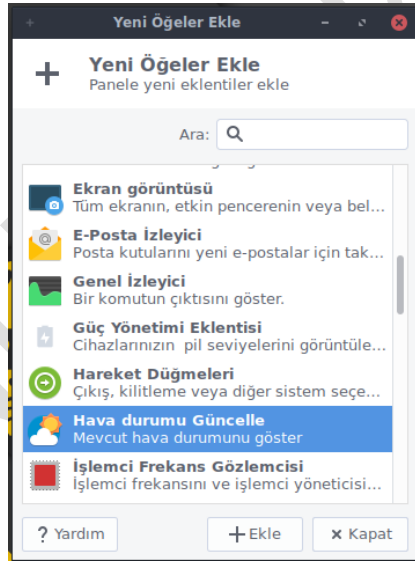 Yeni Öğeler Ekle
Yeni Öğeler Ekle
Panele yeni eklentiler ekle
Ara:
Ekran görüntüsü
Tüm ekranın, etkin pencerenin veya bel...
E-Posta İzleyici
Posta kutularını yeni e-postalar için tak...
Genel İzleyici
Bir komutun çıktısını göster.
Güç Yönetimi Eklentisi
Cihazlarınızın pil seviyelerini görüntüle...
Hareket Düğmeleri
Çıkış, kilitleme veya diğer sistem seçe...
Hava durumu Güncelle
Mevcut hava durumunu göster
İşlemci Frekans Gözlemcisi
İşlemci frekansını ve işlemci yöneticisi...
? Yardım
+ Ekle
× Kapat